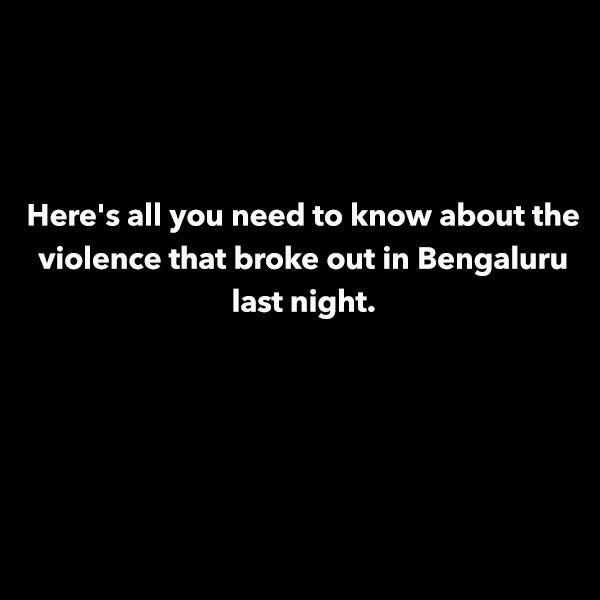 Here's all you need to know about the
violence that broke out in Bengaluru
last night.